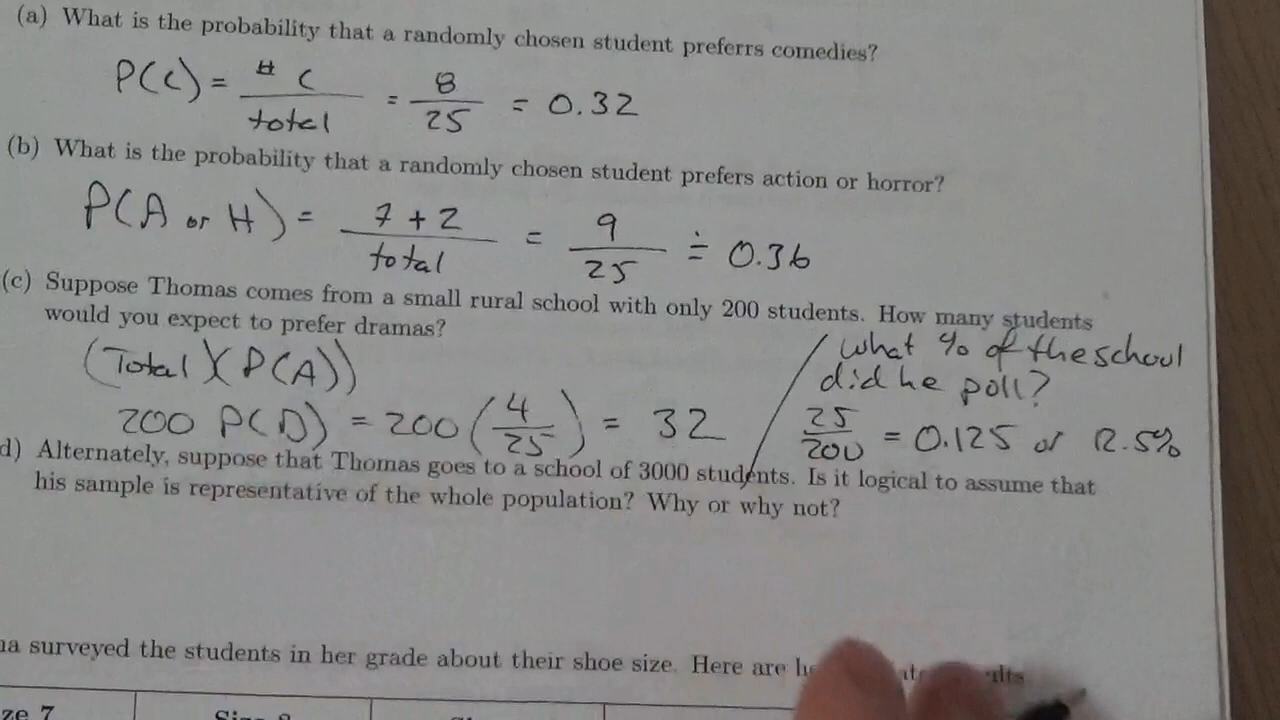 (a) What is the probability that a randomly chosen student preferrs comedies?
P(C) = # C / total = 8/25 = 0.32
(b) What is the probability that a randomly chosen student prefers action or horror?
P(A or H) = 7 + 2 / total = 9/25 ≐ 0.36
(c) Suppose Thomas comes from a small rural school with only 200 students. How many students
would you expect to prefer dramas?
(Total)(P(A))
200 P(D) = 200 (4/25) = 32
What % of the school
did he poll?
25/200 = 0.125 or 12.5%
d) Alternately, suppose that Thomas goes to a school of 3000 students. Is it logical to assume that
his sample is representative of the whole population? Why or why not?
surveyed the students in her grade about their shoe size. Here are
7